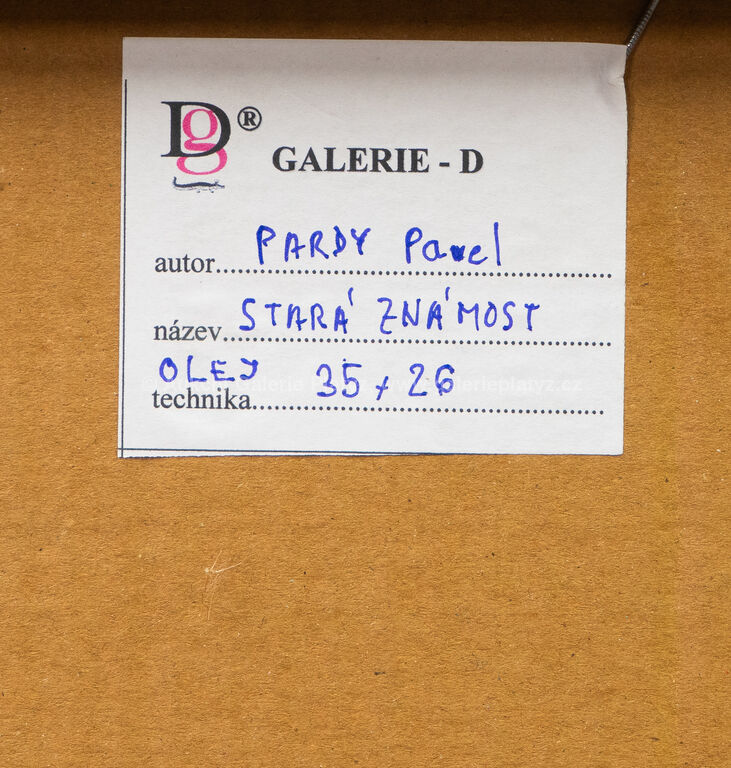 Dg®
GALERIE - D
autor PARDY Pavel
název STARÁ ZNÁMOST
OLEJ 35 x 26
technika